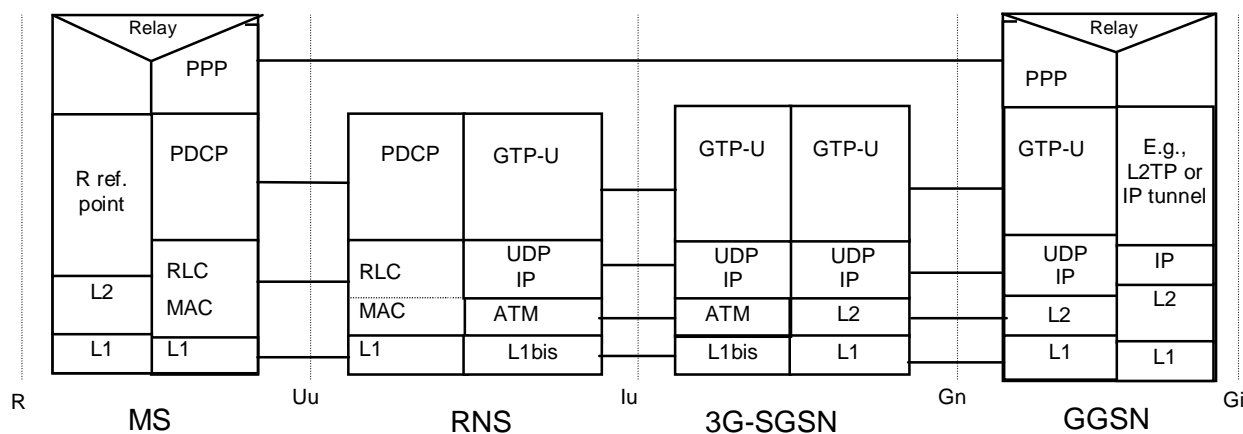 Relay
Relay
PPP
PPP
R ref.
point
PDCP
PDCP
GTP-U
GTP-U
GTP-U
GTP-U
E.g.,
L2TP or
IP tunnel
RLC
MAC
RLC
MAC
UDP
IP
UDP
IP
UDP
IP
UDP
IP
IP
L2
ATM
ATM
L2
L2
L2
L1
L1
L1
L1bis
L1bis
L1
L1
L1
R
Uu
Iu
Gn
Gi
MS
RNS
3G-SGSN
GGSN